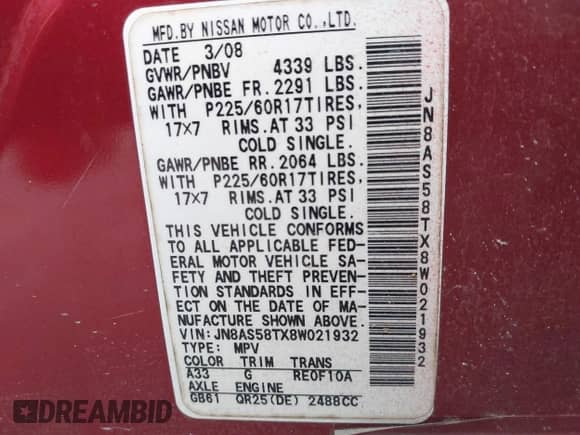 MFD.BY NISSAN MOTOR CO.,LTD.
DATE 3/08
GVWR/PNBV 4339 LBS.
GAWR/PNBE FR.2291 LBS.
WITH P225/60R17TIRES,
17×7 RIMS.AT 33 PSI
COLD SINGLE.
GAWR/PNBE RR.2064 LBS.
WITH P225/60R17TIRES,
17×7 RIMS.AT 33 PSI
COLD SINGLE.
THIS VEHICLE CONFORMS
TO ALL APPLICABLE FED-
ERAL MOTOR VEHICLE SA-
FETY AND THEFT PREVEN-
TION STANDARDS IN EFF-
ECT ON THE DATE OF MA-
NUFACTURE SHOWN ABOVE.
VIN:JN8AS58TX8W021932
TYPE: MPV
COLOR TRIM TRANS
A33 G RE0F10A
AXLE ENGINE
GB61 QR25(DE) 2488CC
JN8AS58TX8W021932
DREAMBID